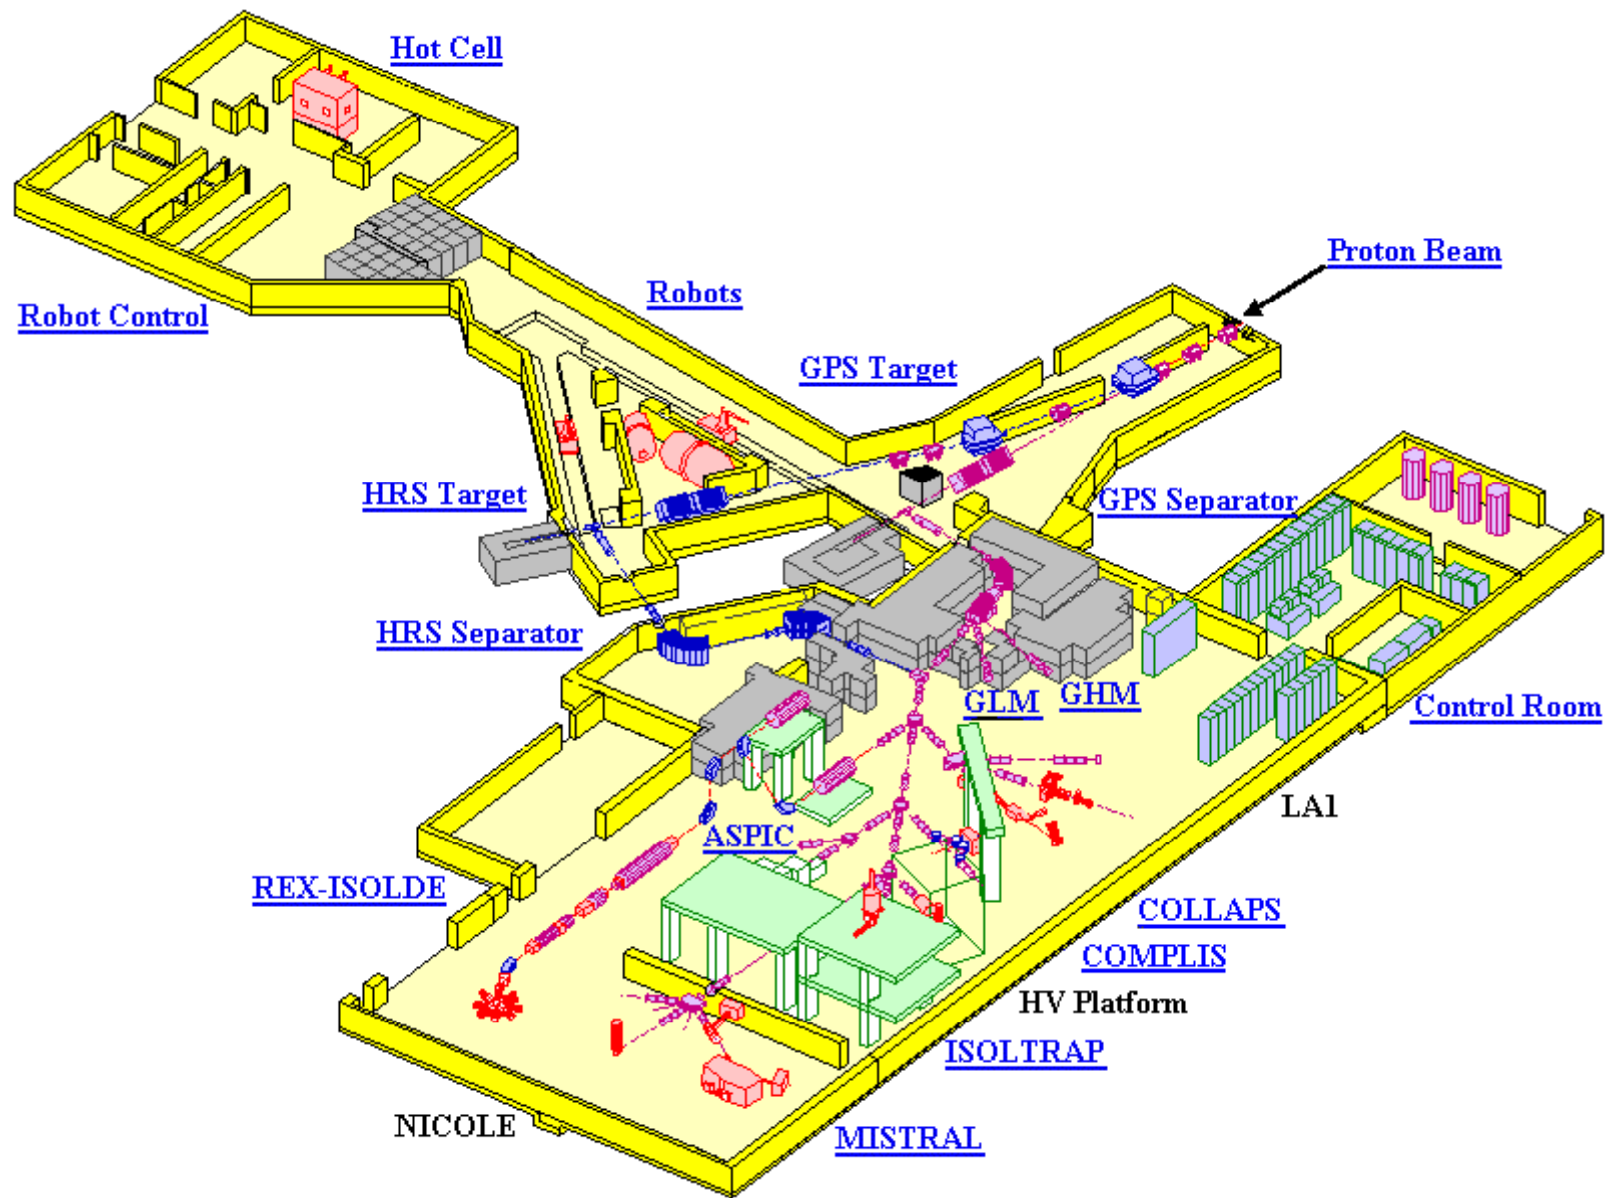 Hot Cell
Proton Beam
Robots
Robot Control
GPS Target
HRS Target
GPS Separator
HRS Separator
GLM
GHM
Control Room
LA1
ASPIC
REX-ISOLDE
COLLAPS
COMPLIS
HV Platform
ISOLTRAP
NICOLE
MISTRAL